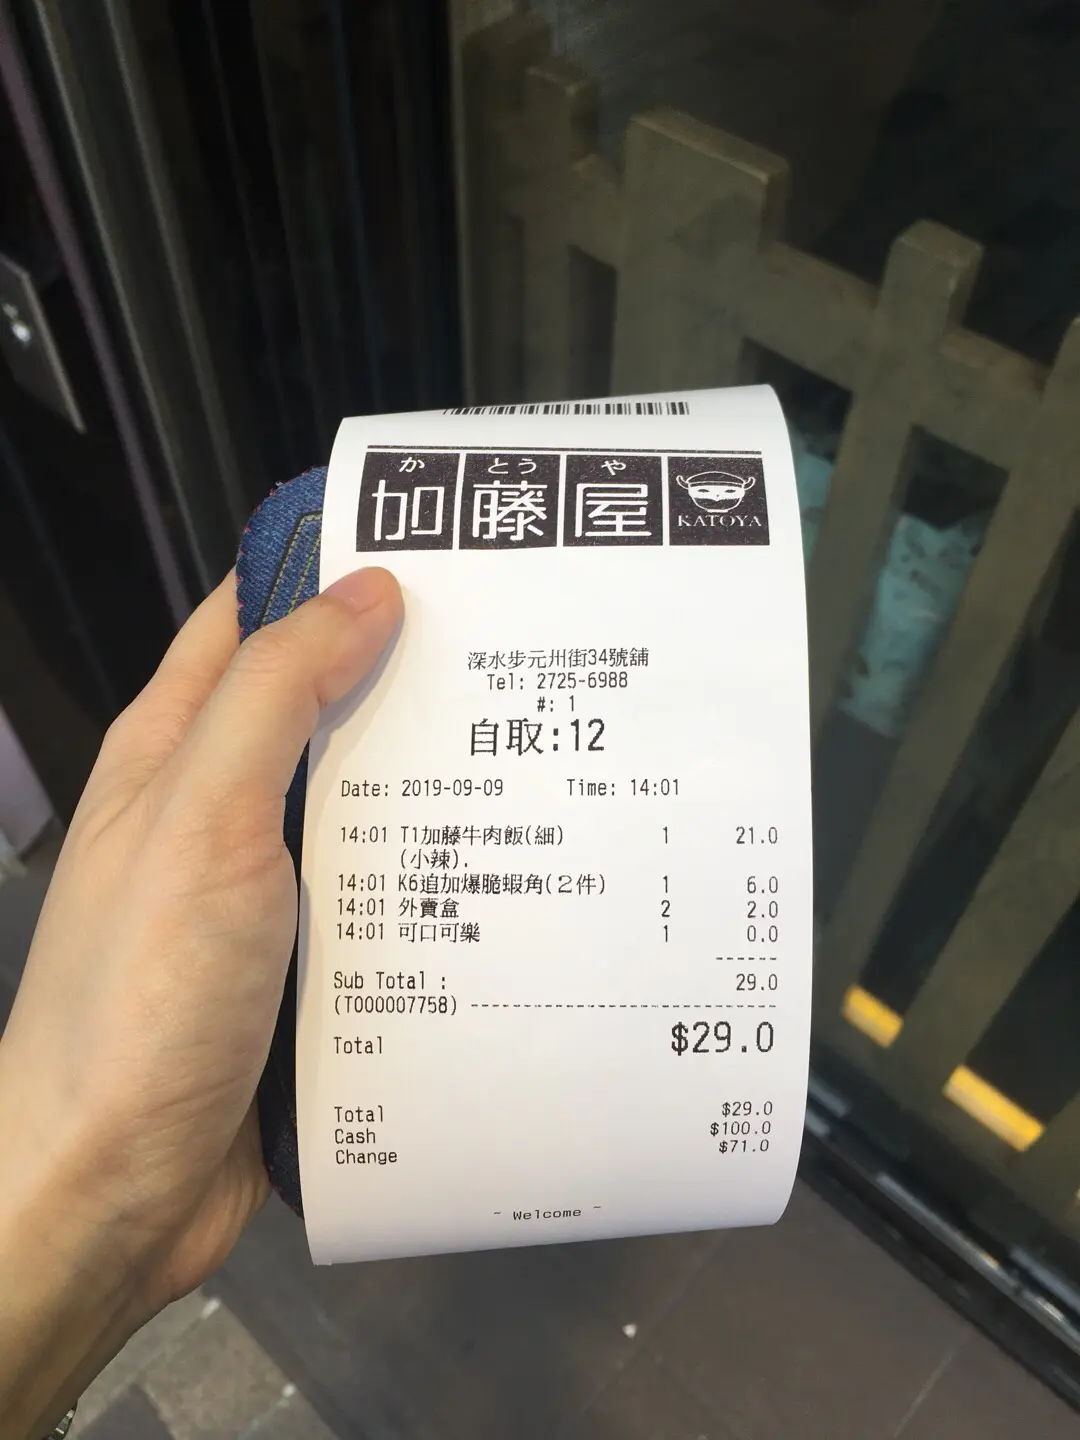 か とう や
加藤屋
KATOYA
深水步元州街34號舖
Tel: 2725-6988
#: 1
自取:12
Date: 2019-09-09 Time: 14:01
14:01 T1加藤牛肉飯(細) 1 21.0
(小辣).
14:01 K6追加爆脆蝦角(2件) 1 6.0
14:01 外賣盒 2 2.0
14:01 可口可樂 1 0.0
------
Sub Total : 29.0
(T000007758) --------------------------------
Total $29.0
Total $29.0
Cash $100.0
Change $71.0
~ Welcome ~